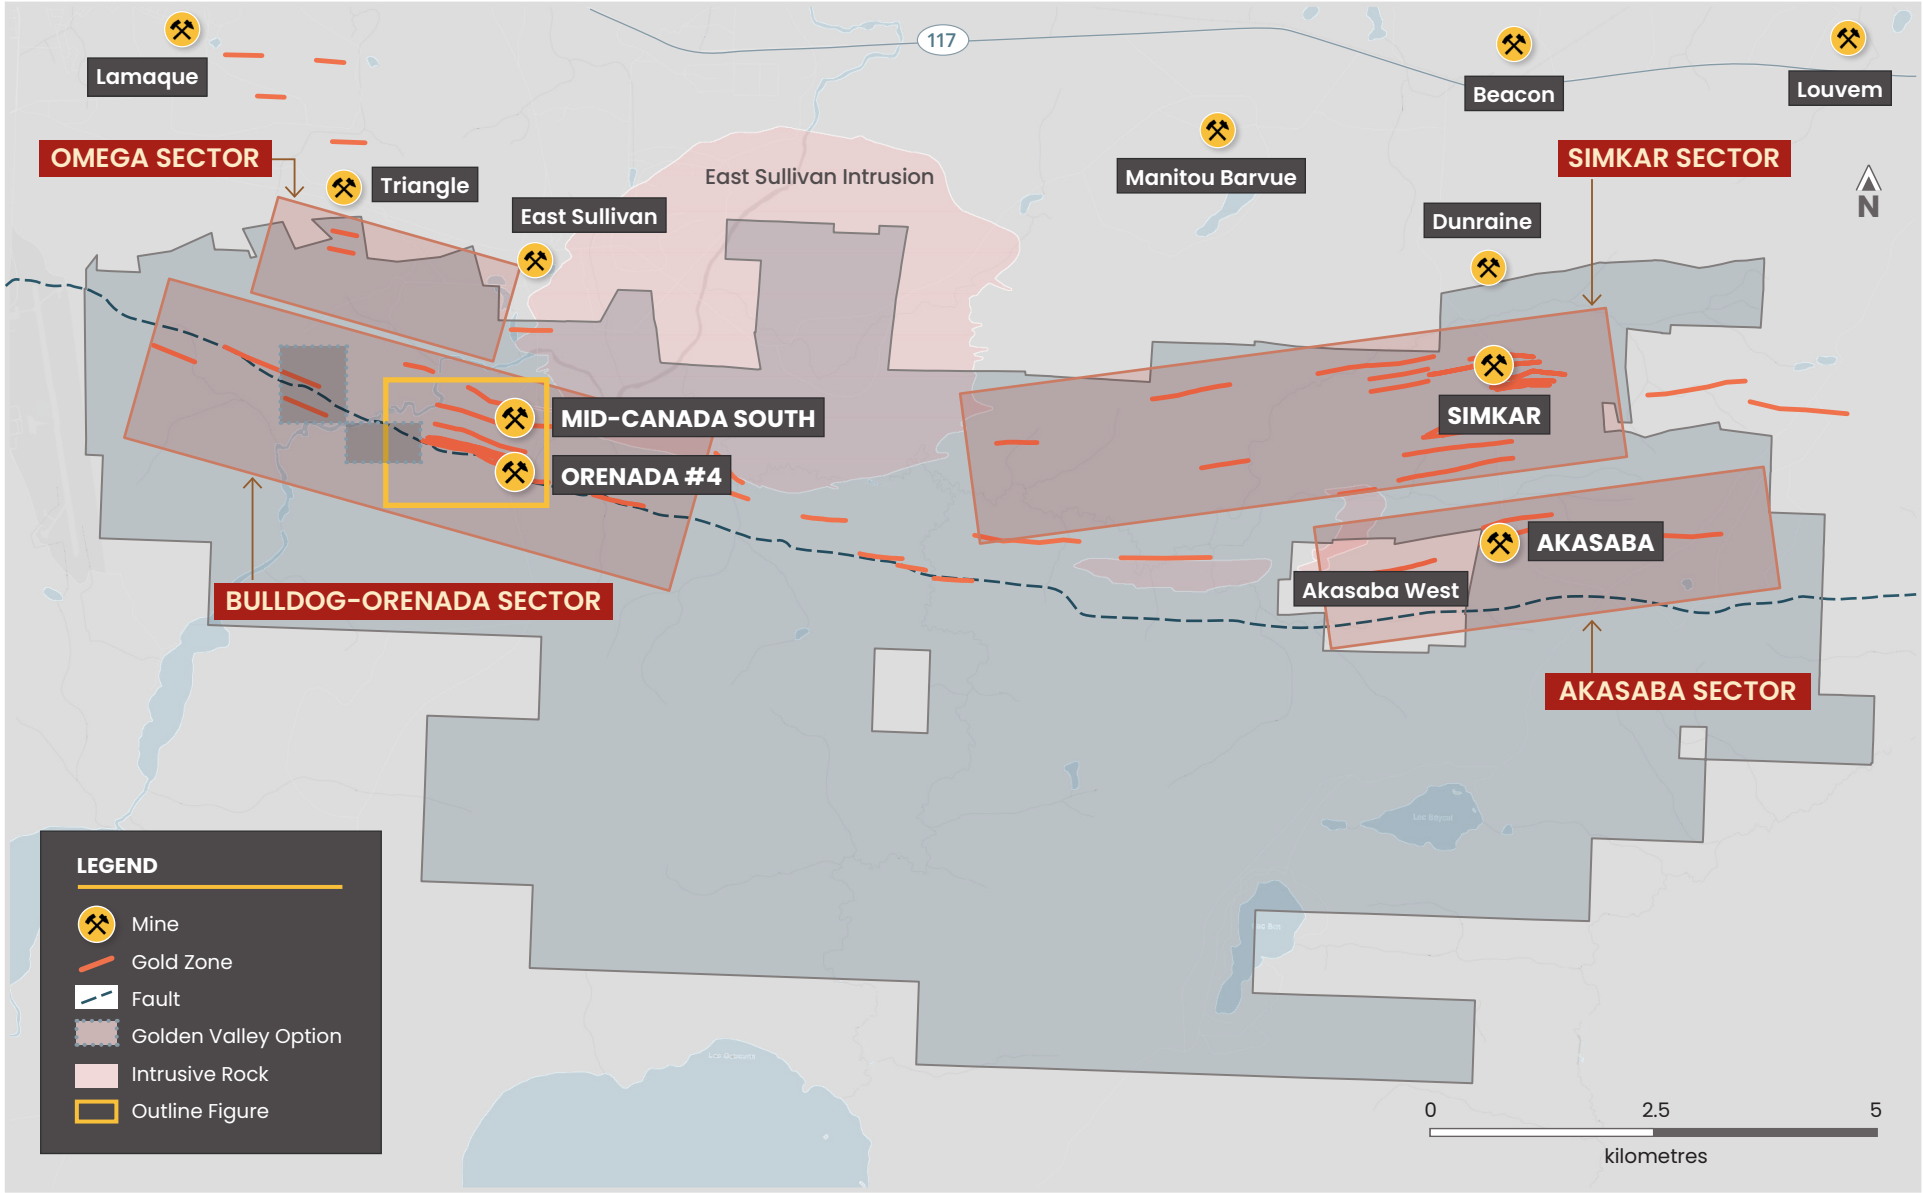 117
Lamaque
Beacon
Louvem
OMEGA SECTOR
Triangle
East Sullivan
East Sullivan Intrusion
Manitou Barvue
SIMKAR SECTOR
N
Dunraine
MID-CANADA SOUTH
ORENADA #4
SIMKAR
AKASABA
Akasaba West
BULLDOG-ORENADA SECTOR
AKASABA SECTOR
LEGEND
Mine
Gold Zone
Fault
Golden Valley Option
Intrusive Rock
Outline Figure
0 2.5 5
kilometres